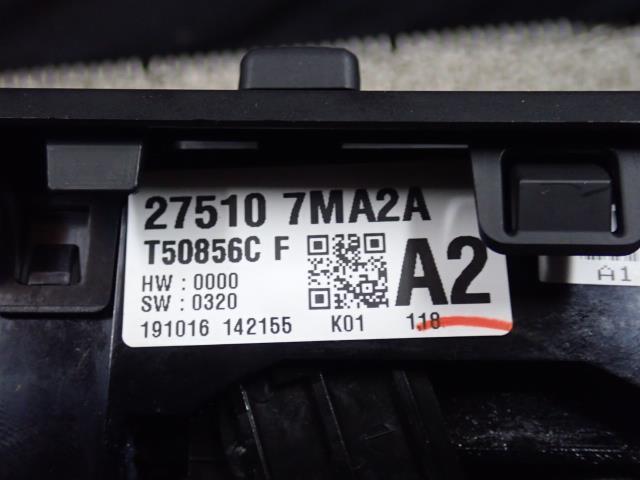 27510 7MA2A
T50856C F
A2
HW : 0000
SW : 0320
191016 142155 K01 118
A1